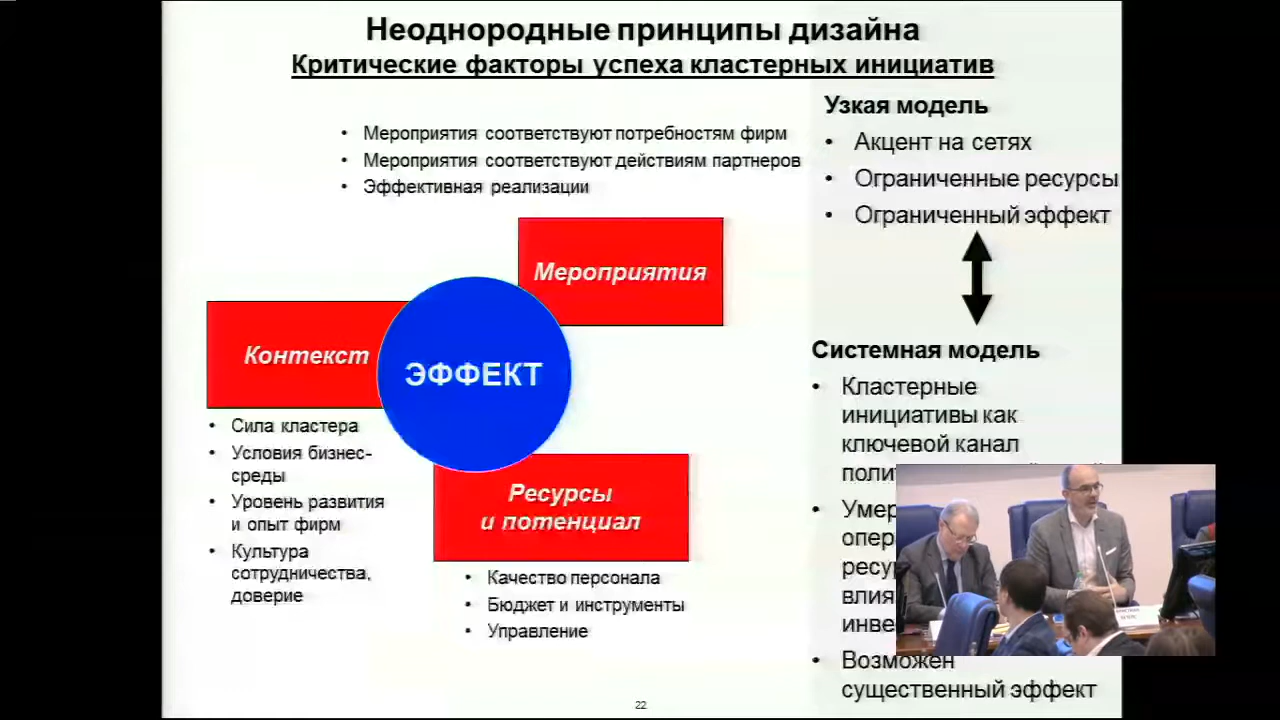 Неоднородные принципы дизайна
Критические факторы успеха кластерных инициатив
• Мероприятия соответствуют потребностям фирм
• Мероприятия соответствуют действиям партнеров
• Эффективная реализации
Мероприятия
Контекст
ЭФФЕКТ
• Сила кластера
• Условия бизнес-
среды
• Уровень развития
и опыт фирм
• Культура
сотрудничества,
доверие
Ресурсы
и потенциал
• Качество персонала
• Бюджет и инструменты
• Управление
Узкая модель
• Акцент на сетях
• Ограниченные ресурсы
• Ограниченный эффект
Системная модель
• Кластерные
инициативы как
ключевой канал
• Возможен
существенный эффект
22